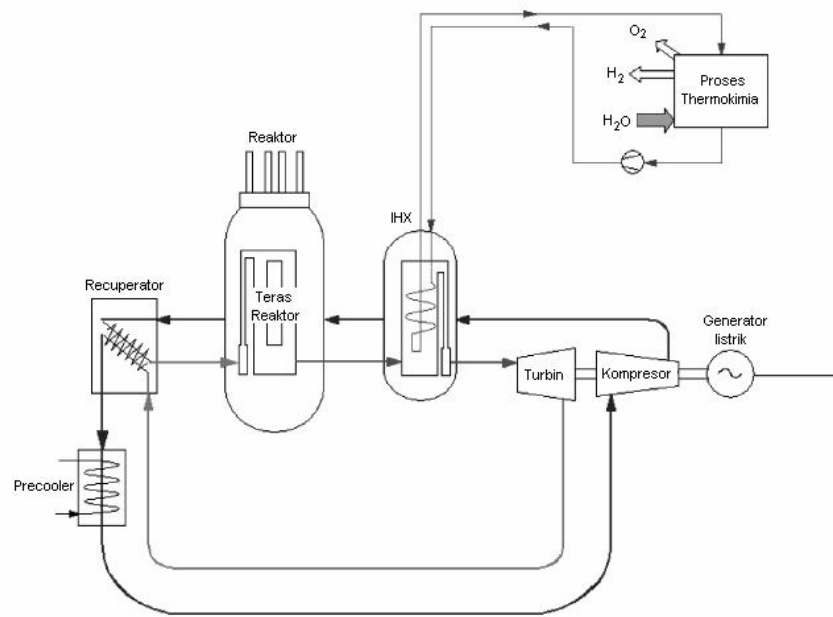 O2
H2
H2O
Proses
Thermokimia
Reaktor
IHX
Recuperator
Teras
Reaktor
Generator
listrik
Turbin
Kompresor
Precooler